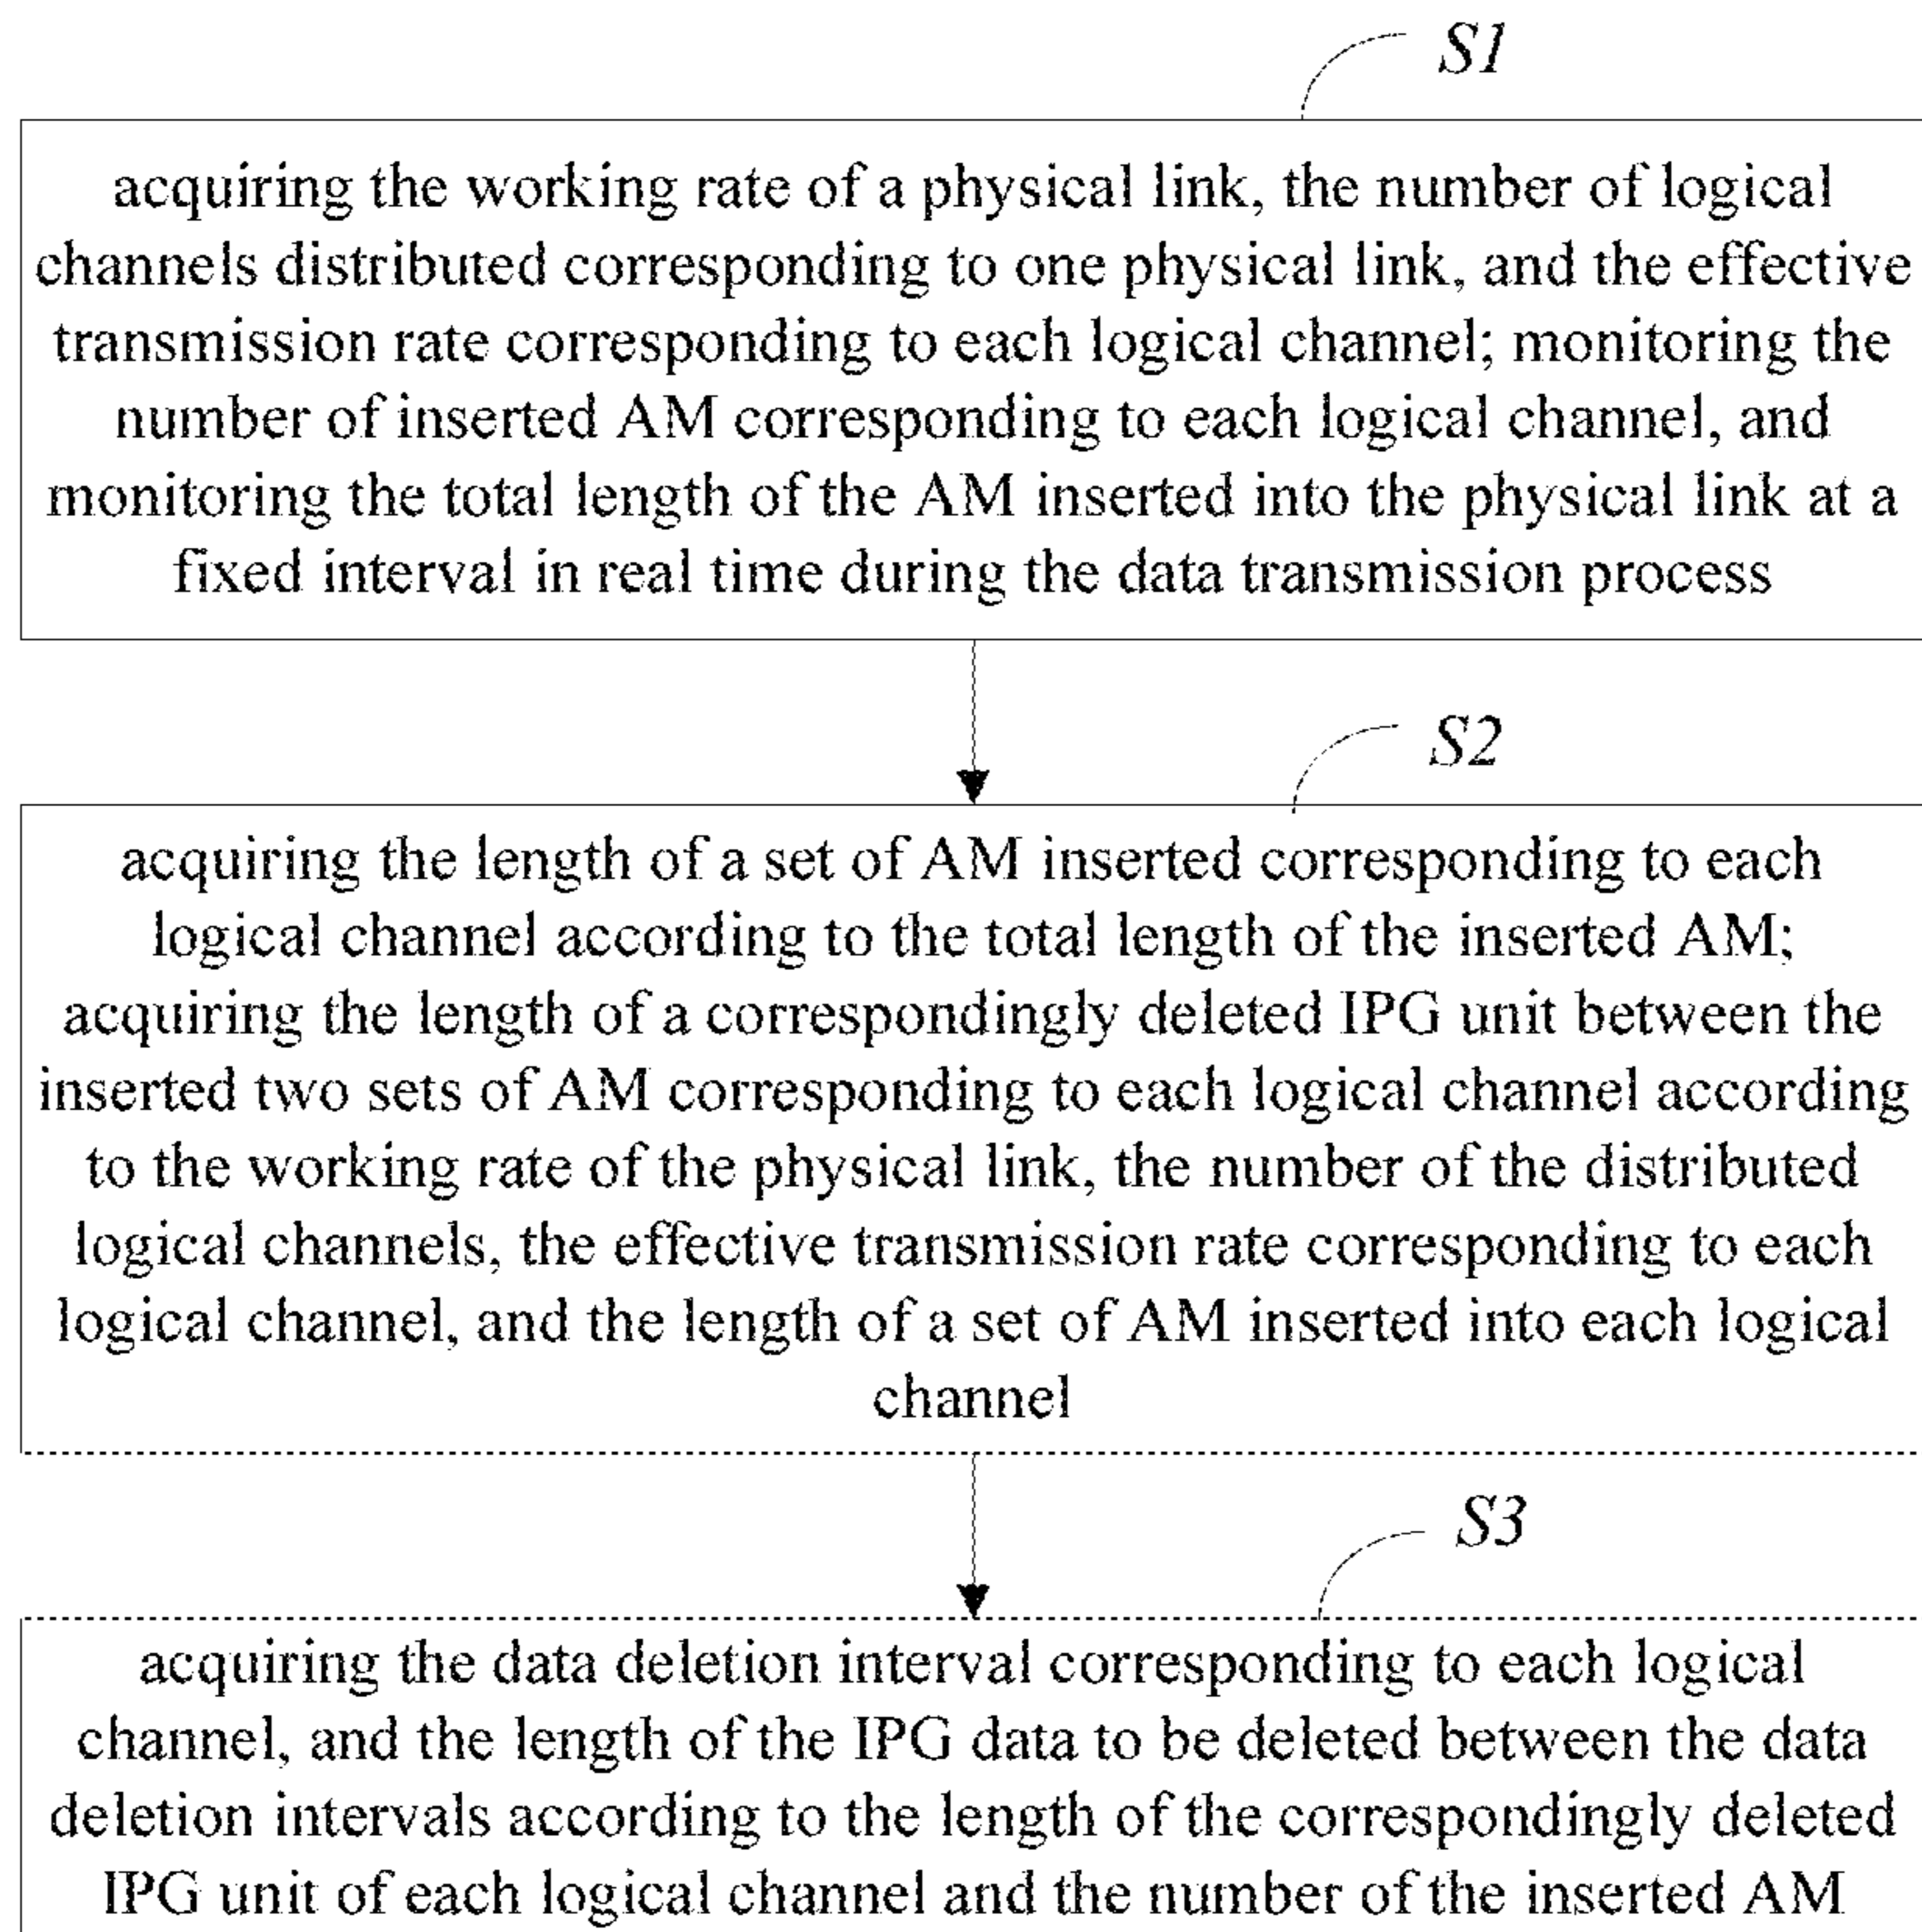 S1
acquiring the working rate of a physical link, the number of logical
channels distributed corresponding to one physical link, and the effective
transmission rate corresponding to each logical channel; monitoring the
number of inserted AM corresponding to each logical channel, and
monitoring the total length of the AM inserted into the physical link at a
fixed interval in real time during the data transmission process
S2
acquiring the length of a set of AM inserted corresponding to each
logical channel according to the total length of the inserted AM;
acquiring the length of a correspondingly deleted IPG unit between the
inserted two sets of AM corresponding to each logical channel according
to the working rate of the physical link, the number of the distributed
logical channels, the effective transmission rate corresponding to each
logical channel, and the length of a set of AM inserted into each logical
channel
S3
acquiring the data deletion interval corresponding to each logical
channel, and the length of the IPG data to be deleted between the data
deletion intervals according to the length of the correspondingly deleted
IPG unit of each logical channel and the number of the inserted AM